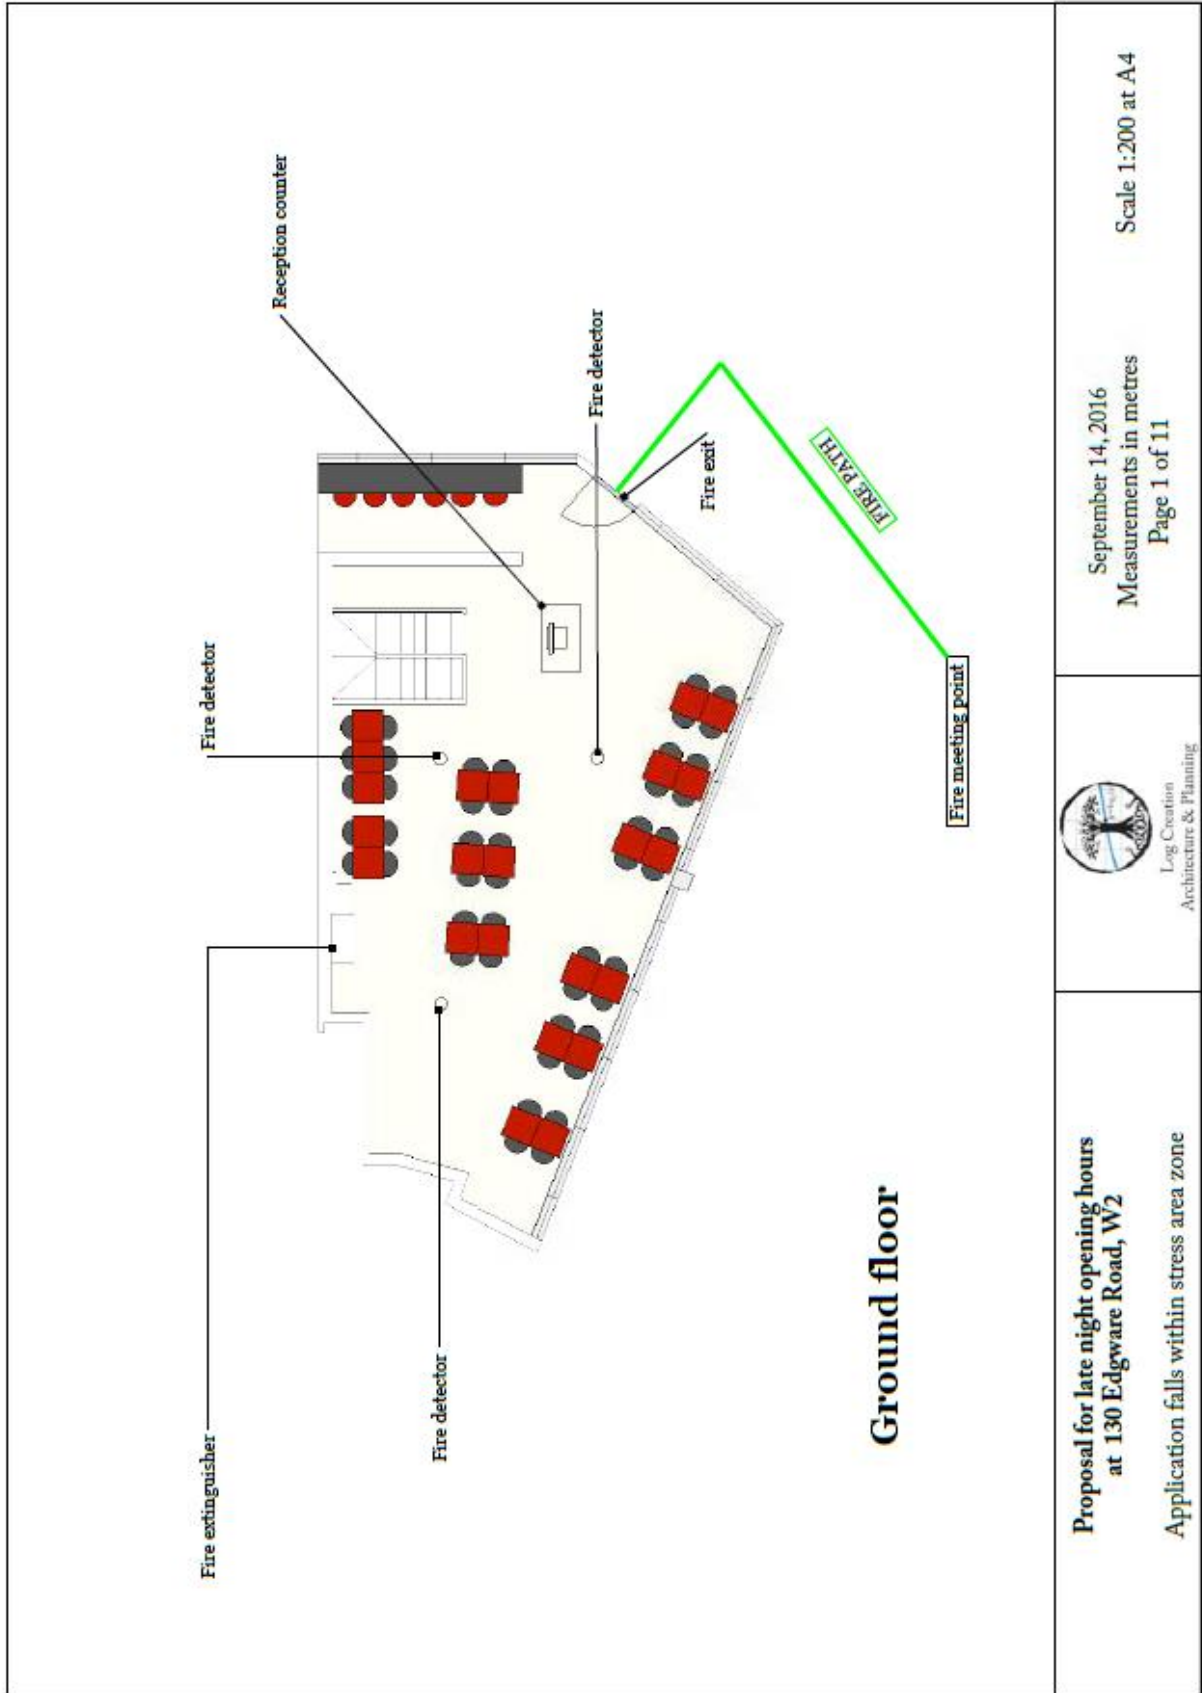 Fire extinguisher
Fire detector
Reception counter
Fire detector
Fire detector
Fire exit
FIRE PATH
Fire meeting point
Ground floor
Proposal for late night opening hours
at 130 Edgware Road, W2
Application falls within stress area zone
Log Creation
Architecture & Planning
September 14, 2016
Measurements in metres
Page 1 of 11
Scale 1:200 at A4